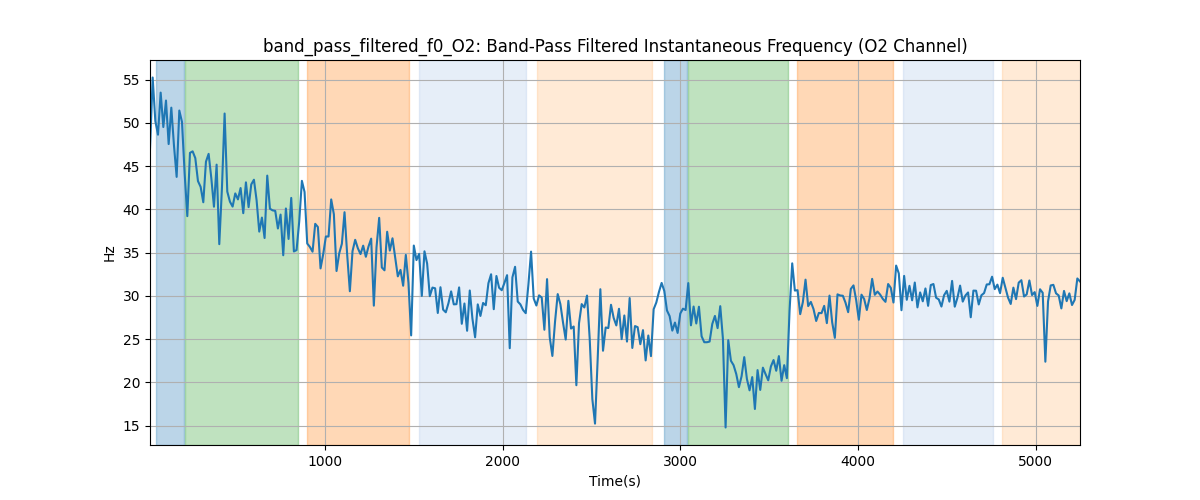 band_pass_filtered_f0_O2: Band-Pass Filtered Instantaneous Frequency (O2 Channel)
Hz
55
50
45
40
35
30
25
20
15
1000 2000 3000 4000 5000
Time(s)